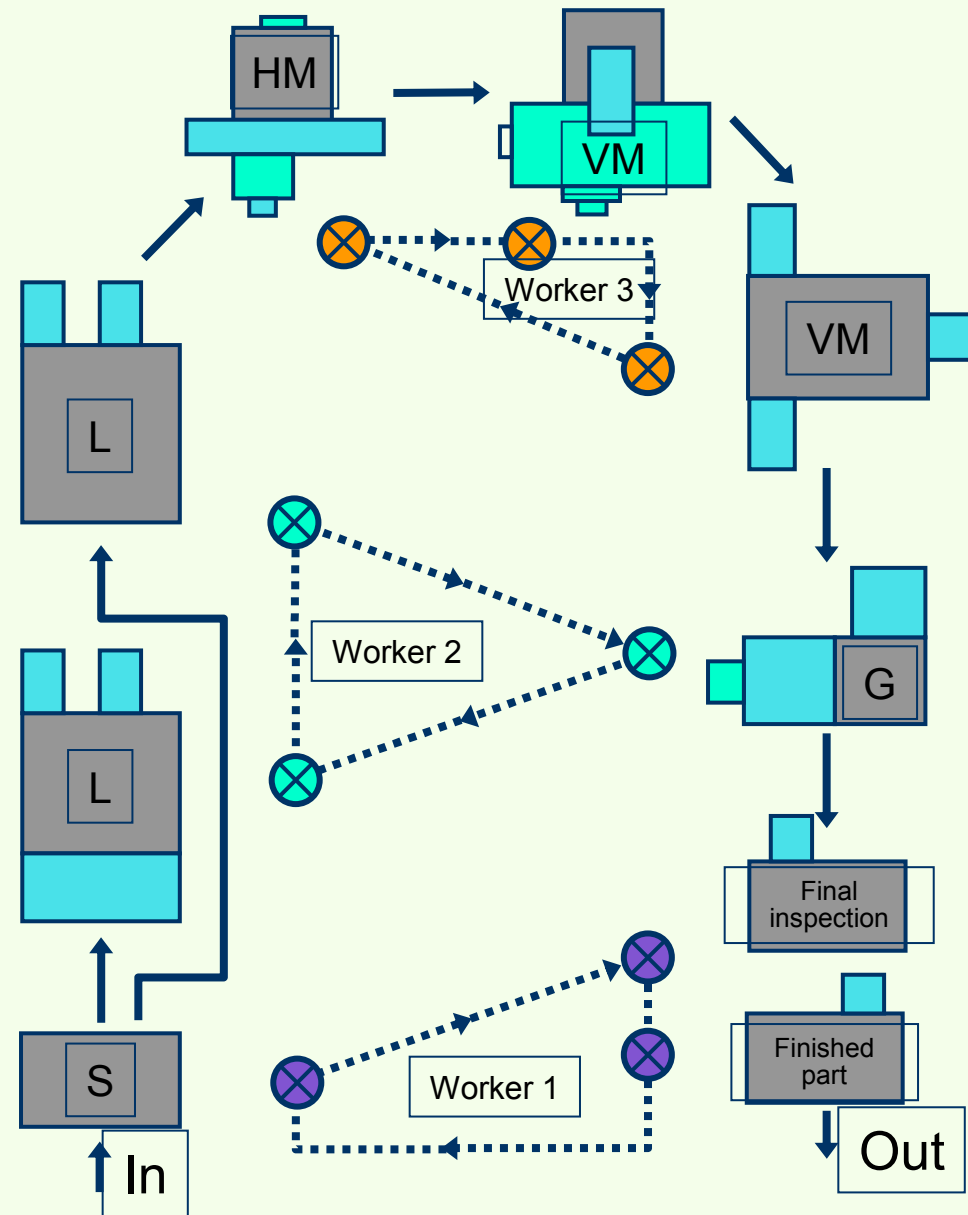 HM
VM
Worker 3
VM
L
Worker 2
G
L
Final
inspection
S
Worker 1
Finished
part
In
Out